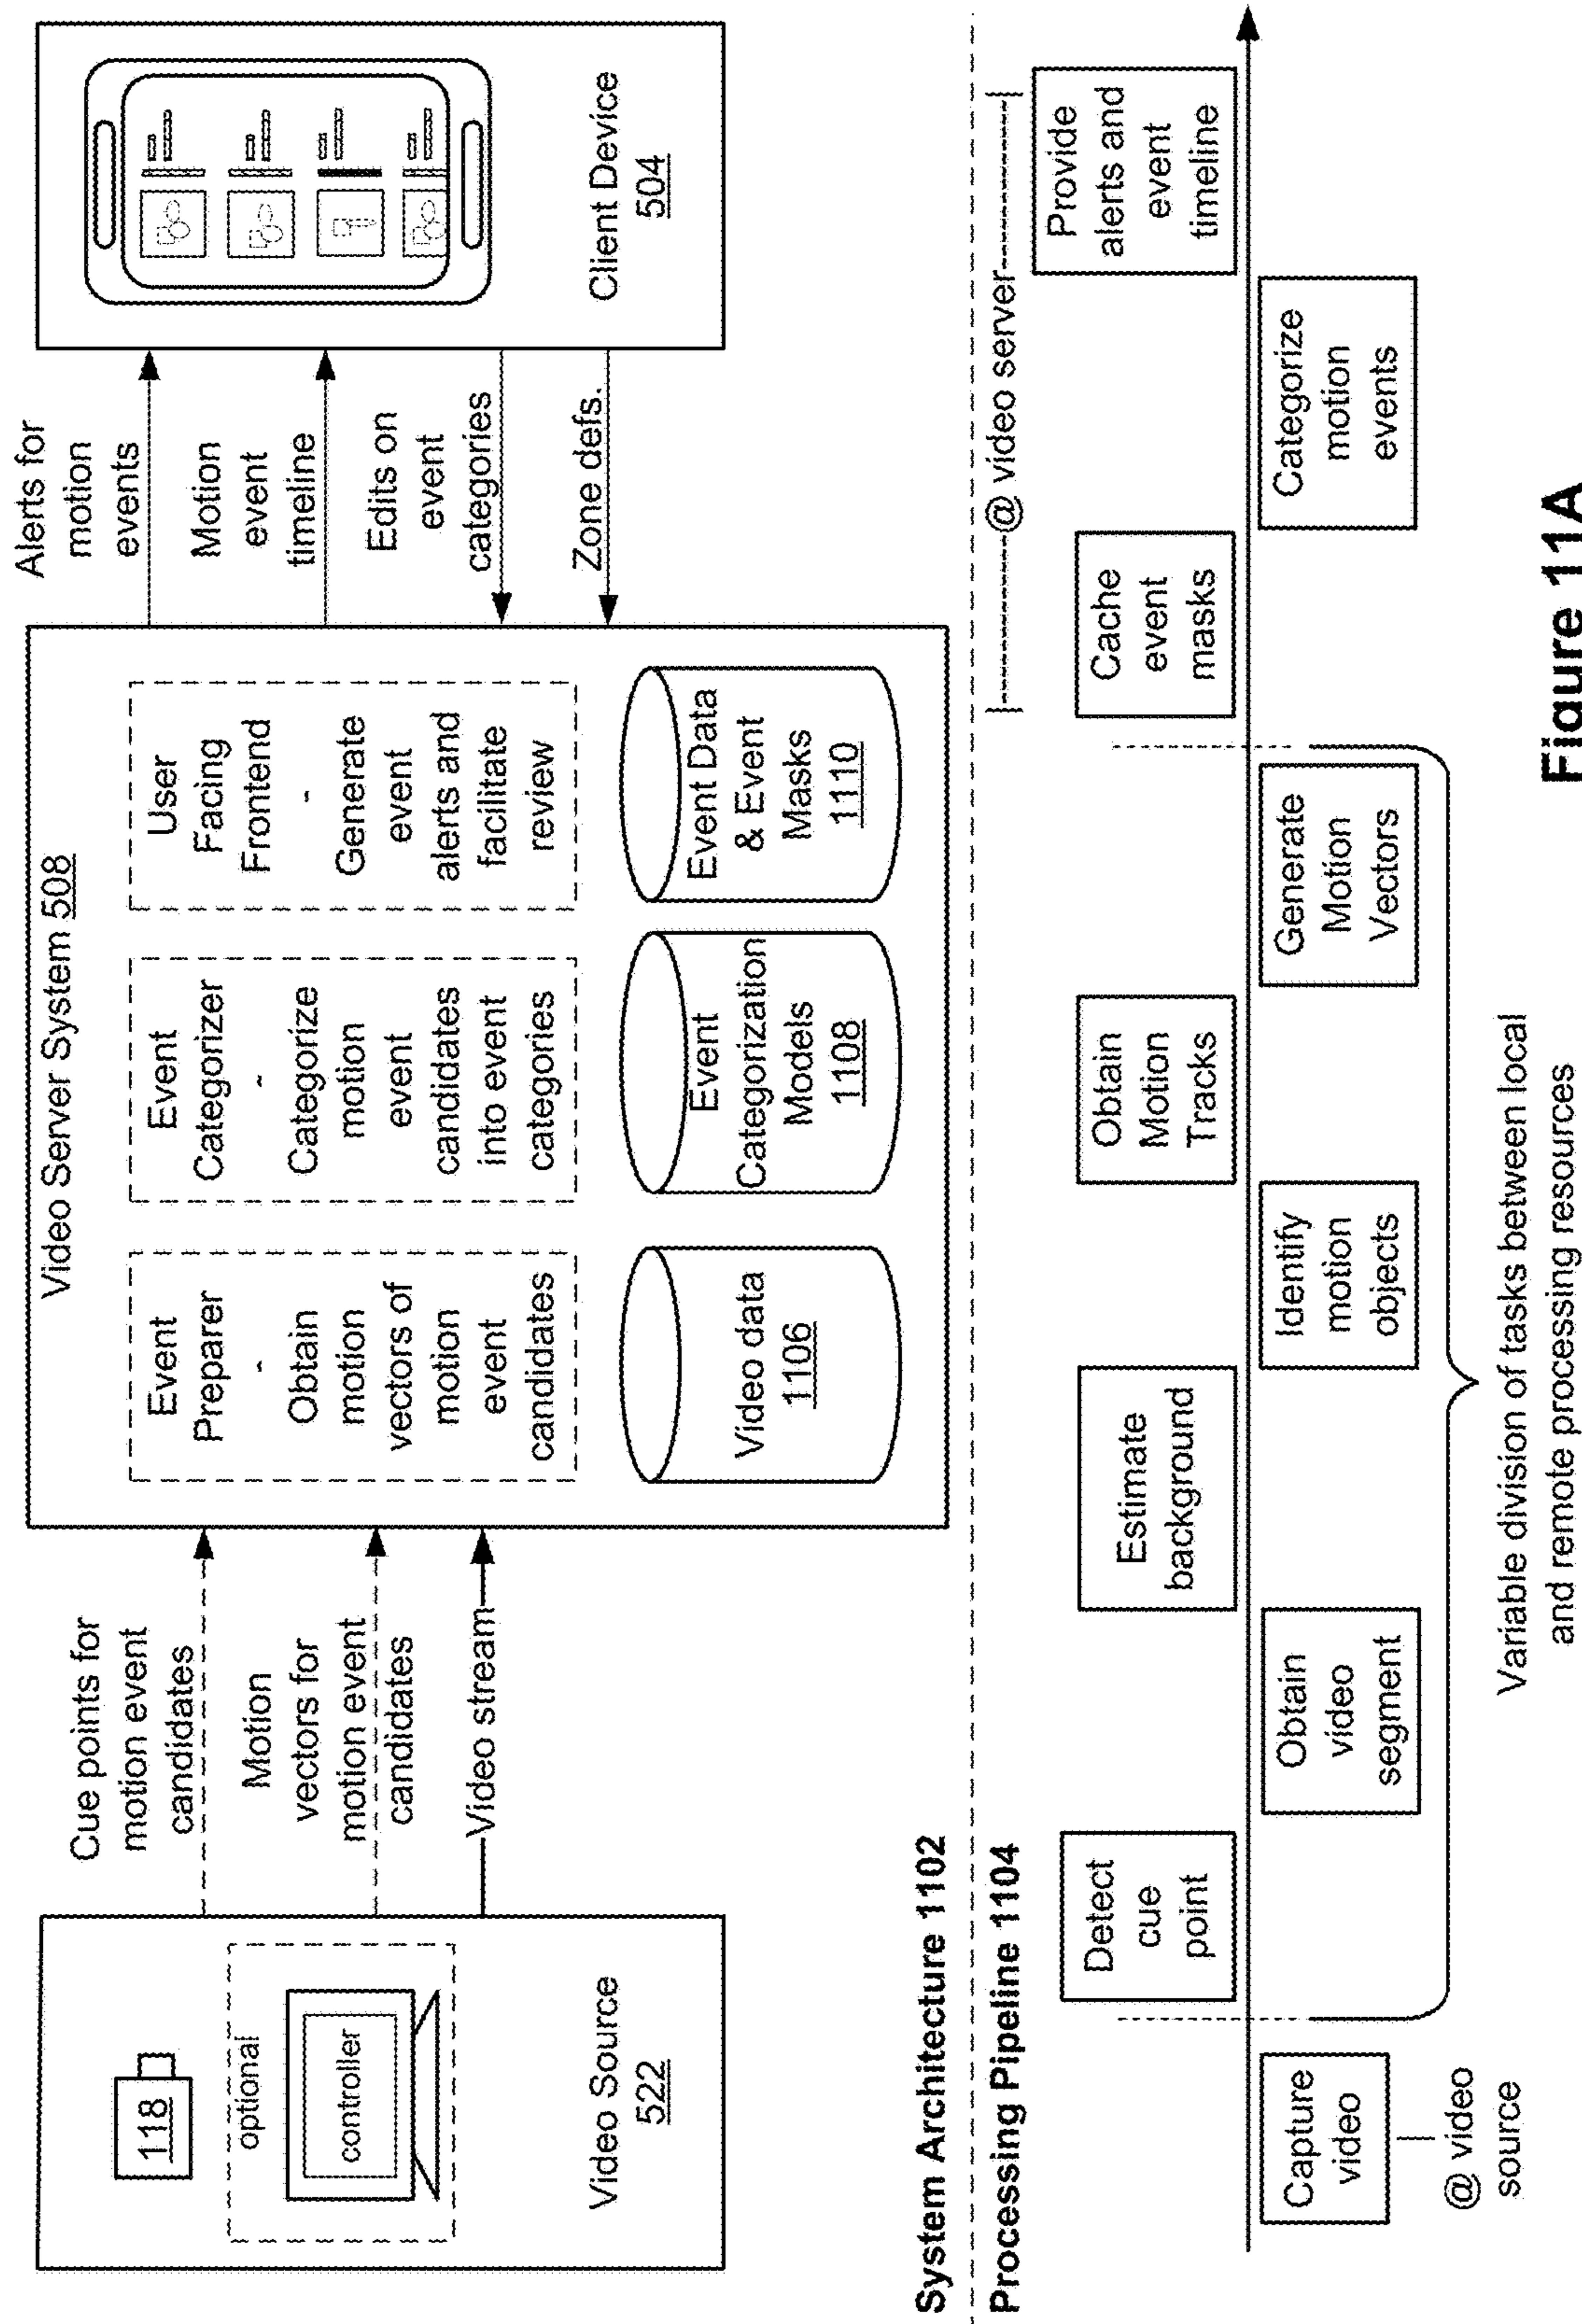 118
optional
controller
Video Source
522
Cue points for
motion event
candidates
Motion
vectors for
motion event
candidates
Video stream
Video Server System 508
Event
Preparer
-
Obtain
motion
vectors of
motion
event
candidates
Event
Categorizer
-
Categorize
motion
event
candidates
into event
categories
User
Facing
Frontend
-
Generate
event
alerts and
facilitate
review
Video data
1106
Event
Categorization
Models
1108
Event Data
& Event
Masks
1110
Alerts for
motion
events
Motion
event
timeline
Edits on
event
categories
Zone defs.
Client Device
504
System Architecture 1102
Processing Pipeline 1104
Capture
video
@ video
source
Detect
cue
point
Obtain
video
segment
Estimate
background
Identify
motion
objects
Obtain
Motion
Tracks
Generate
Motion
Vectors
Variable division of tasks between local
and remote processing resources
@ video server
Cache
event
masks
Categorize
motion
events
Provide
alerts and
event
timeline
Figure 11A